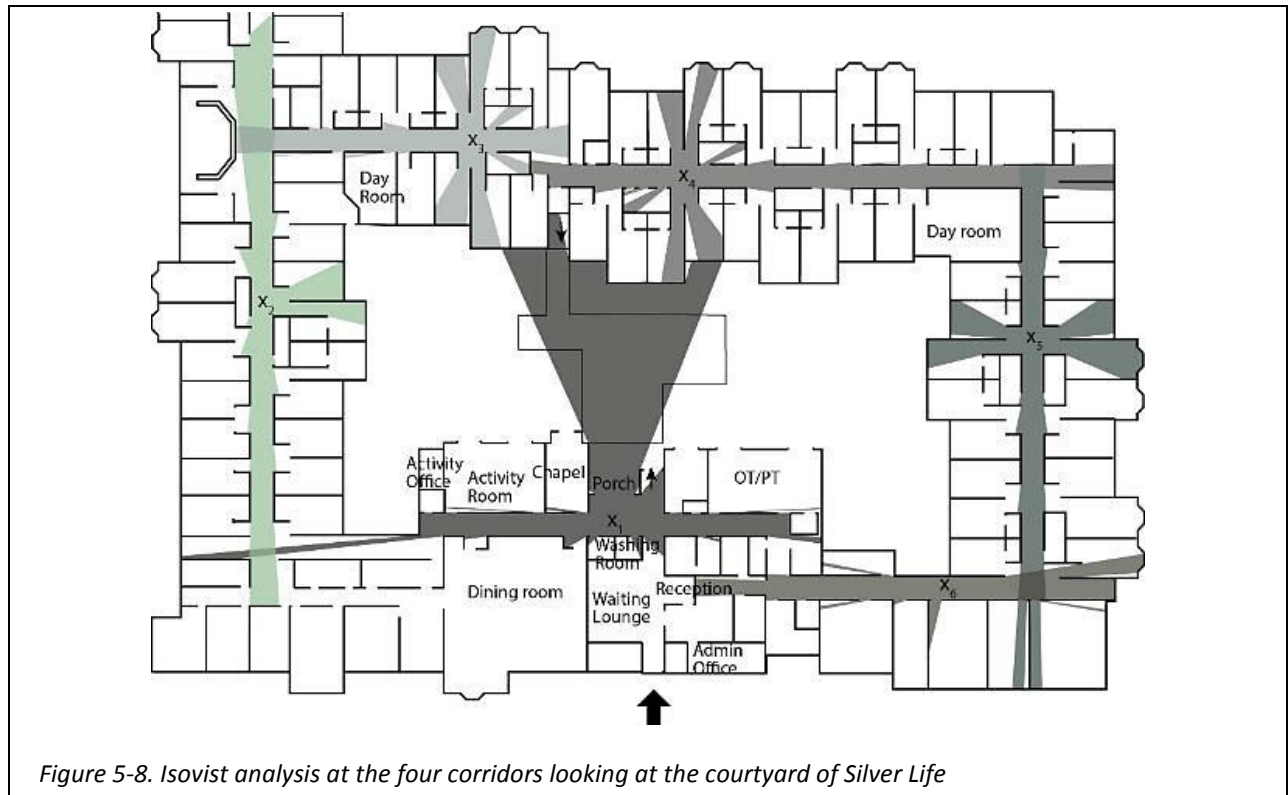 X3
X4
Day
Room
Day room
X2
X5
Activity
Office
Activity
Room
Chapel
Porch
OT/PT
X1
Washing
Room
Dining room
Waiting
Lounge
Reception
X6
Admin
Office
Figure 5-8. Isovist analysis at the four corridors looking at the courtyard of Silver Life